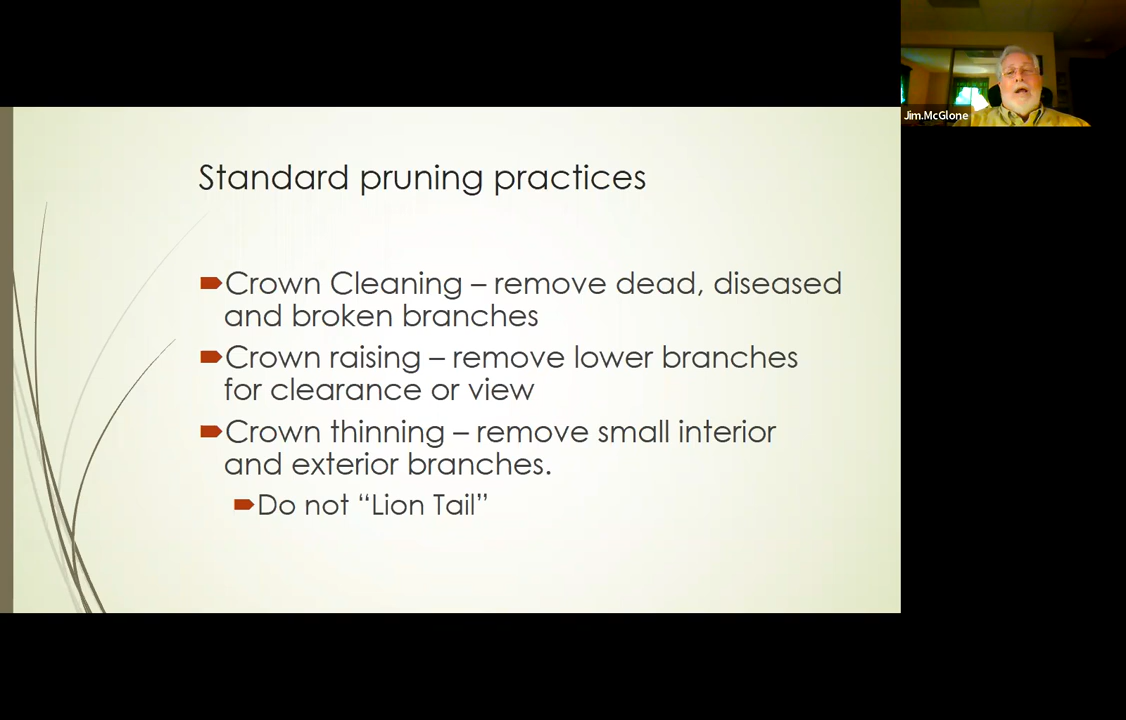 Jim.McGlone
Standard pruning practices
Crown Cleaning – remove dead, diseased
and broken branches
Crown raising – remove lower branches
for clearance or view
Crown thinning – remove small interior
and exterior branches.
Do not “Lion Tail”